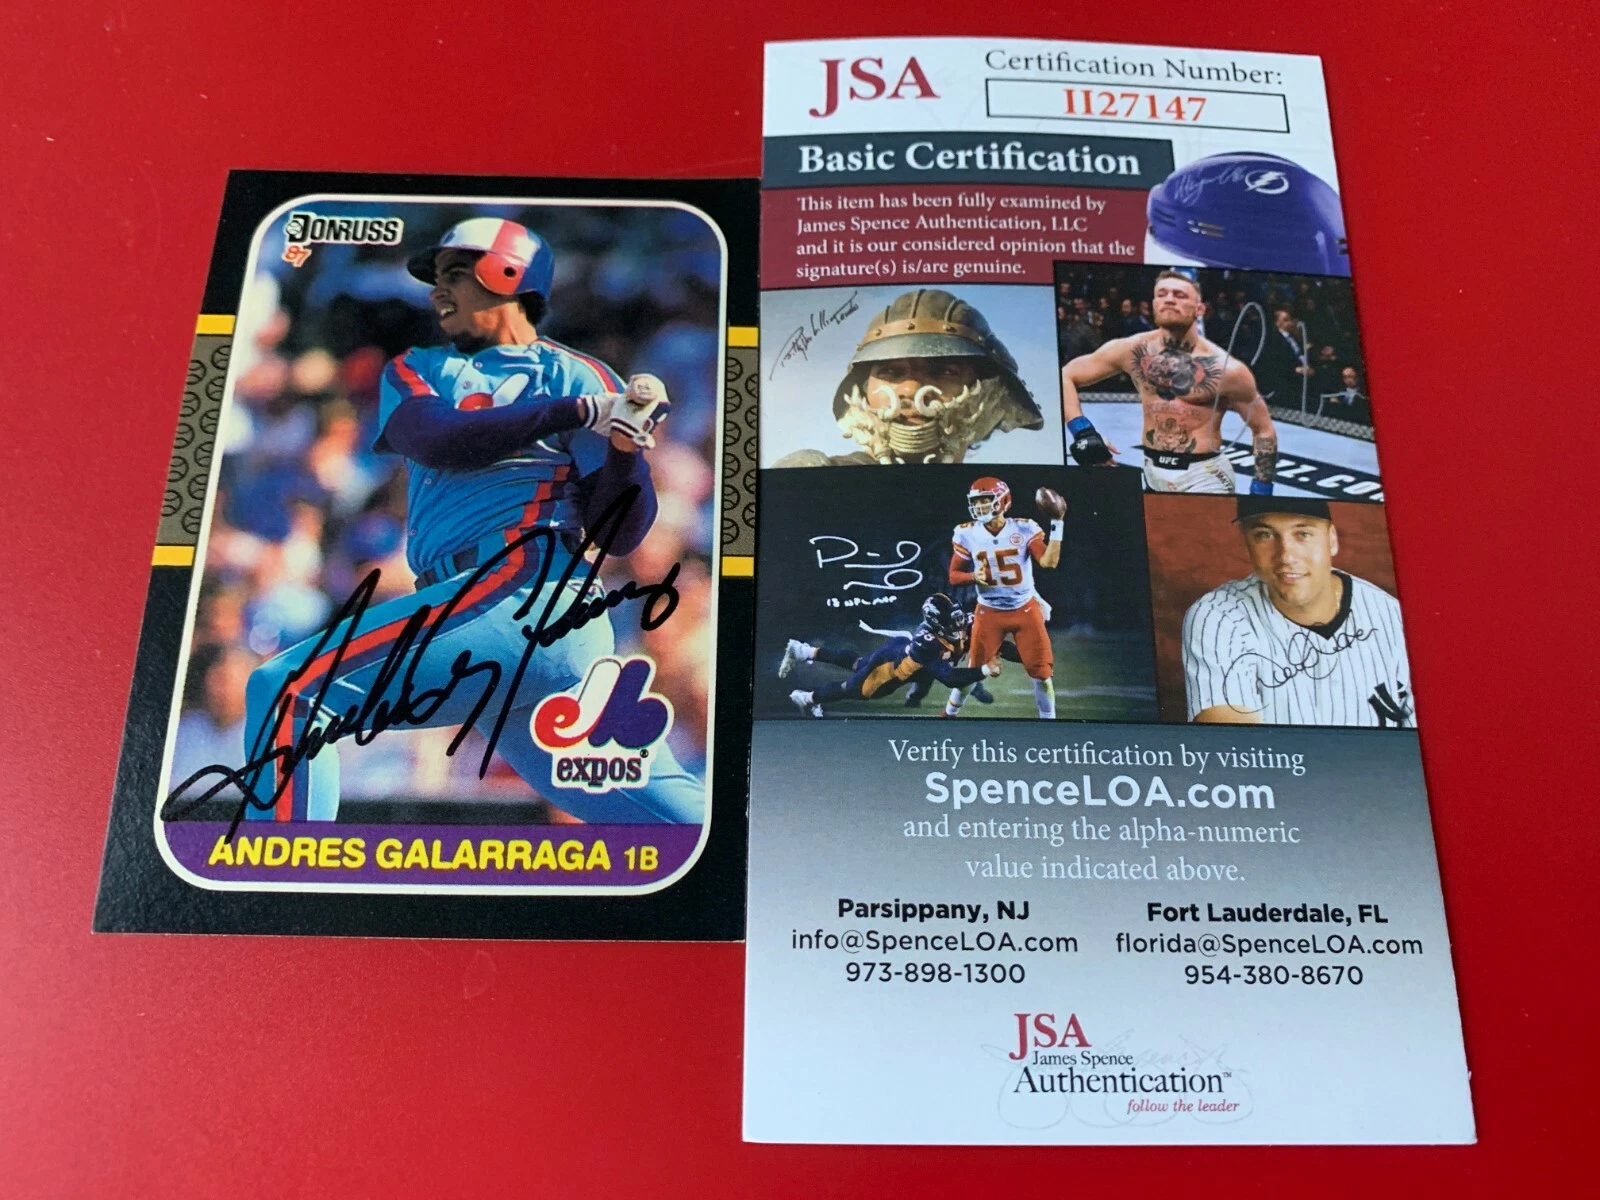 DONRUSS
87
expos
ANDRES GALARRAGA 1B
JSA
Certification Number:
II27147
Basic Certification
This item has been fully examined by
James Spence Authentication, LLC
and it is our considered opinion that the
signature(s) is/are genuine.
UFC
15
Verify this certification by visiting
SpenceLOA.com
and entering the alpha-numeric
value indicated above.
Parsippany, NJ
info@SpenceLOA.com
973-898-1300
Fort Lauderdale, FL
florida@SpenceLOA.com
954-380-8670
JSA
James Spence
Authentication™
follow the leader